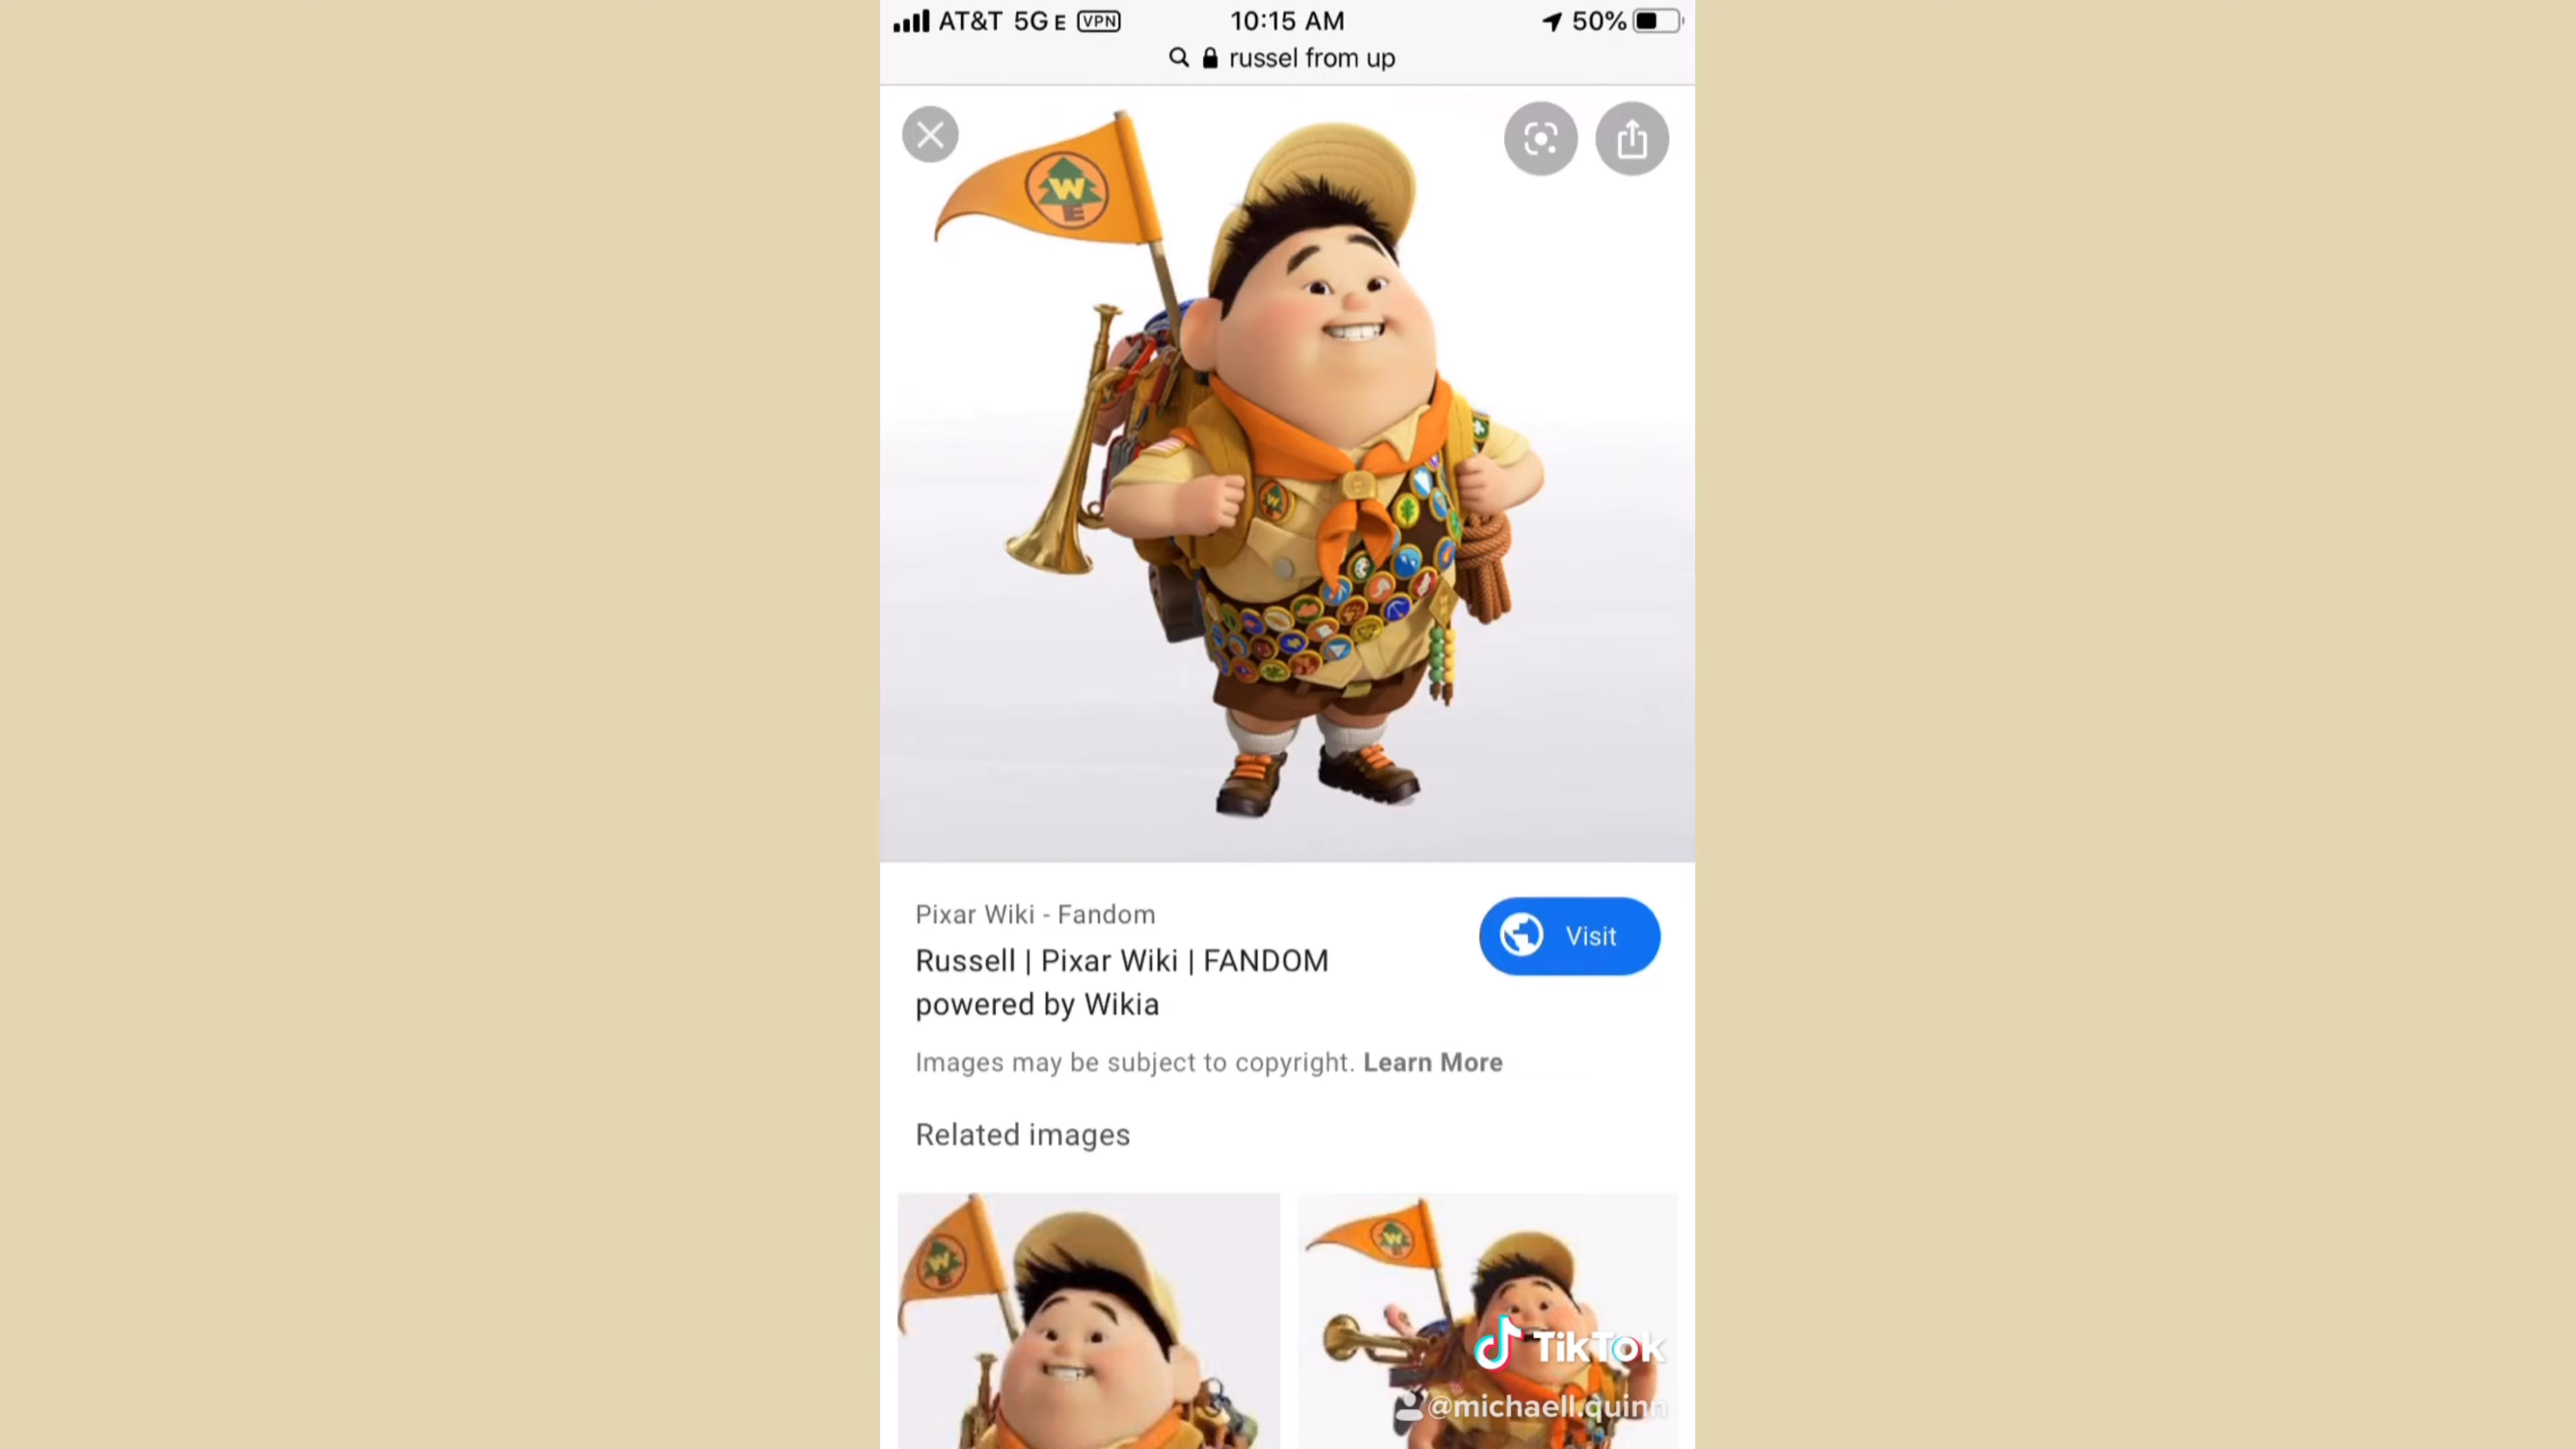 AT&T 5G E VPN 10:15 AM 50%
russel from up
W
E
W
Pixar Wiki - Fandom
Russell | Pixar Wiki | FANDOM
powered by Wikia
Visit
Images may be subject to copyright. Learn More
Related images
W
W
TikTok
@michaell.quinn